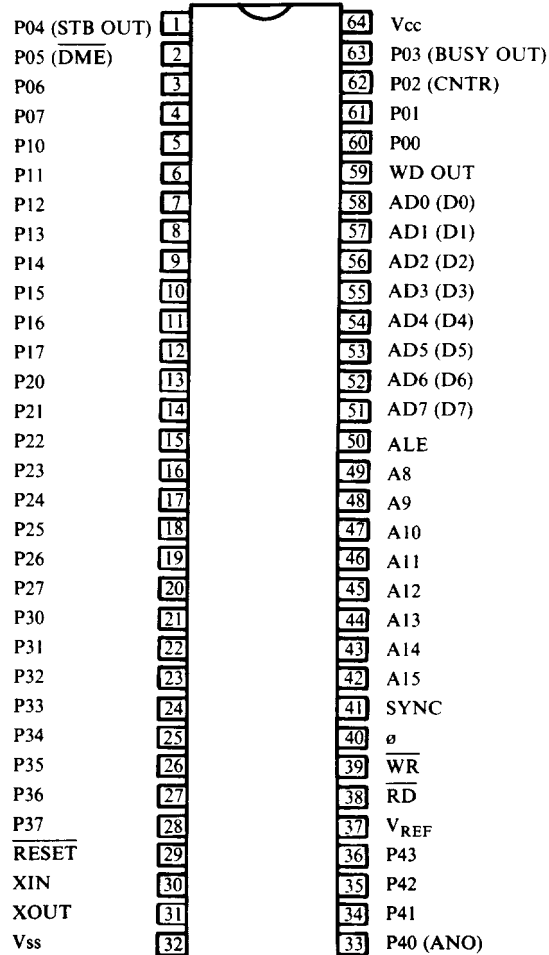 P04 (STB OUT) 1 64 Vcc
P05 (DME) 2 63 P03 (BUSY OUT)
P06 3 62 P02 (CNTR)
P07 4 61 P01
P10 5 60 P00
P11 6 59 WD OUT
P12 7 58 AD0 (D0)
P13 8 57 AD1 (D1)
P14 9 56 AD2 (D2)
P15 10 55 AD3 (D3)
P16 11 54 AD4 (D4)
P17 12 53 AD5 (D5)
P20 13 52 AD6 (D6)
P21 14 51 AD7 (D7)
P22 15 50 ALE
P23 16 49 A8
P24 17 48 A9
P25 18 47 A10
P26 19 46 A11
P27 20 45 A12
P30 21 44 A13
P31 22 43 A14
P32 23 42 A15
P33 24 41 SYNC
P34 25 40 ø
P35 26 39 WR
P36 27 38 RD
P37 28 37 VREF
RESET 29 36 P43
XIN 30 35 P42
XOUT 31 34 P41
Vss 32 33 P40 (ANO)